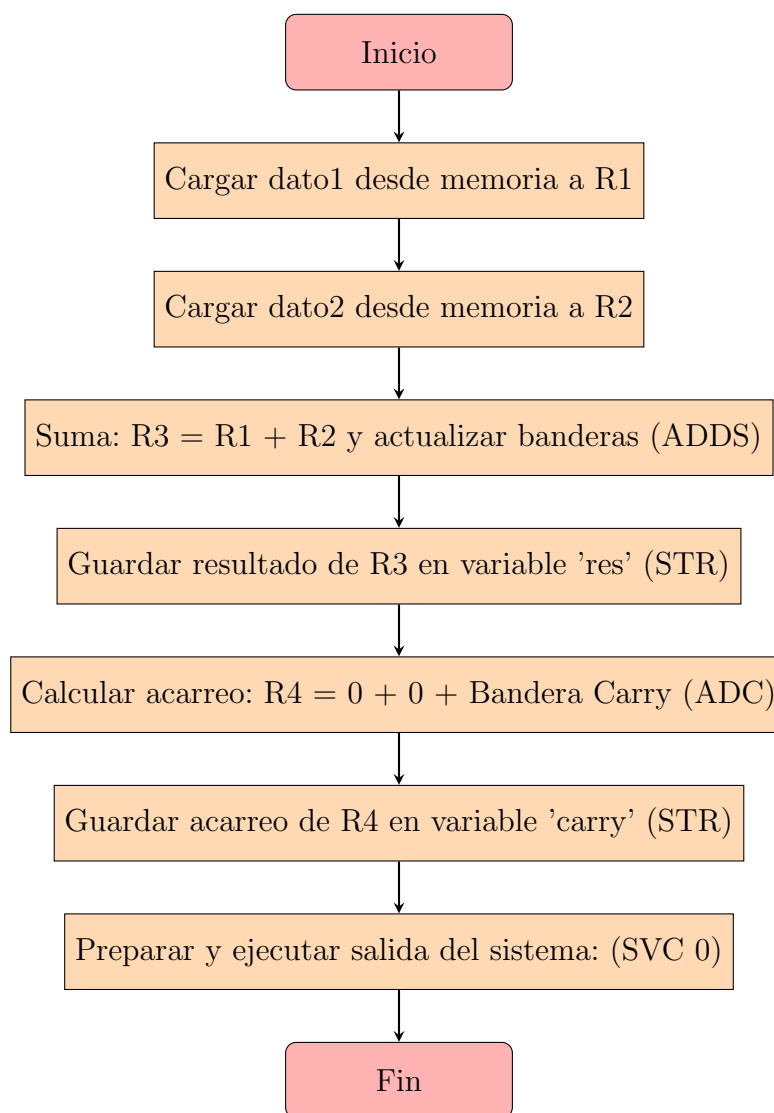 Inicio
Cargar dato1 desde memoria a R1
Cargar dato2 desde memoria a R2
Suma: R3 = R1 + R2 y actualizar banderas (ADDS)
Guardar resultado de R3 en variable 'res' (STR)
Calcular acarreo: R4 = 0 + 0 + Bandera Carry (ADC)
Guardar acarreo de R4 en variable 'carry' (STR)
Preparar y ejecutar salida del sistema: (SVC 0)
Fin